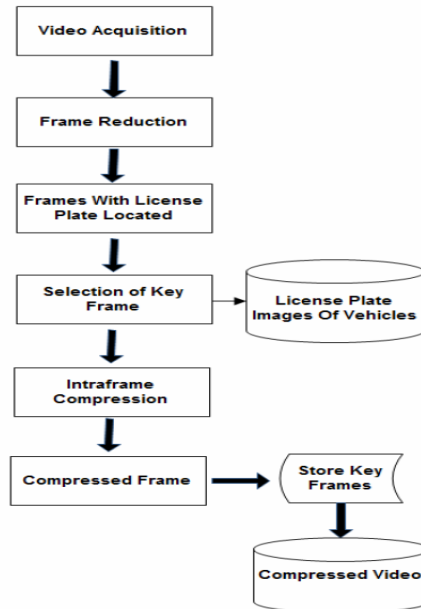 Video Acquisition
Frame Reduction
Frames With License
Plate Located
Selection of Key
Frame
License Plate
Images Of Vehicles
Intraframe
Compression
Compressed Frame
Store Key
Frames
Compressed Video